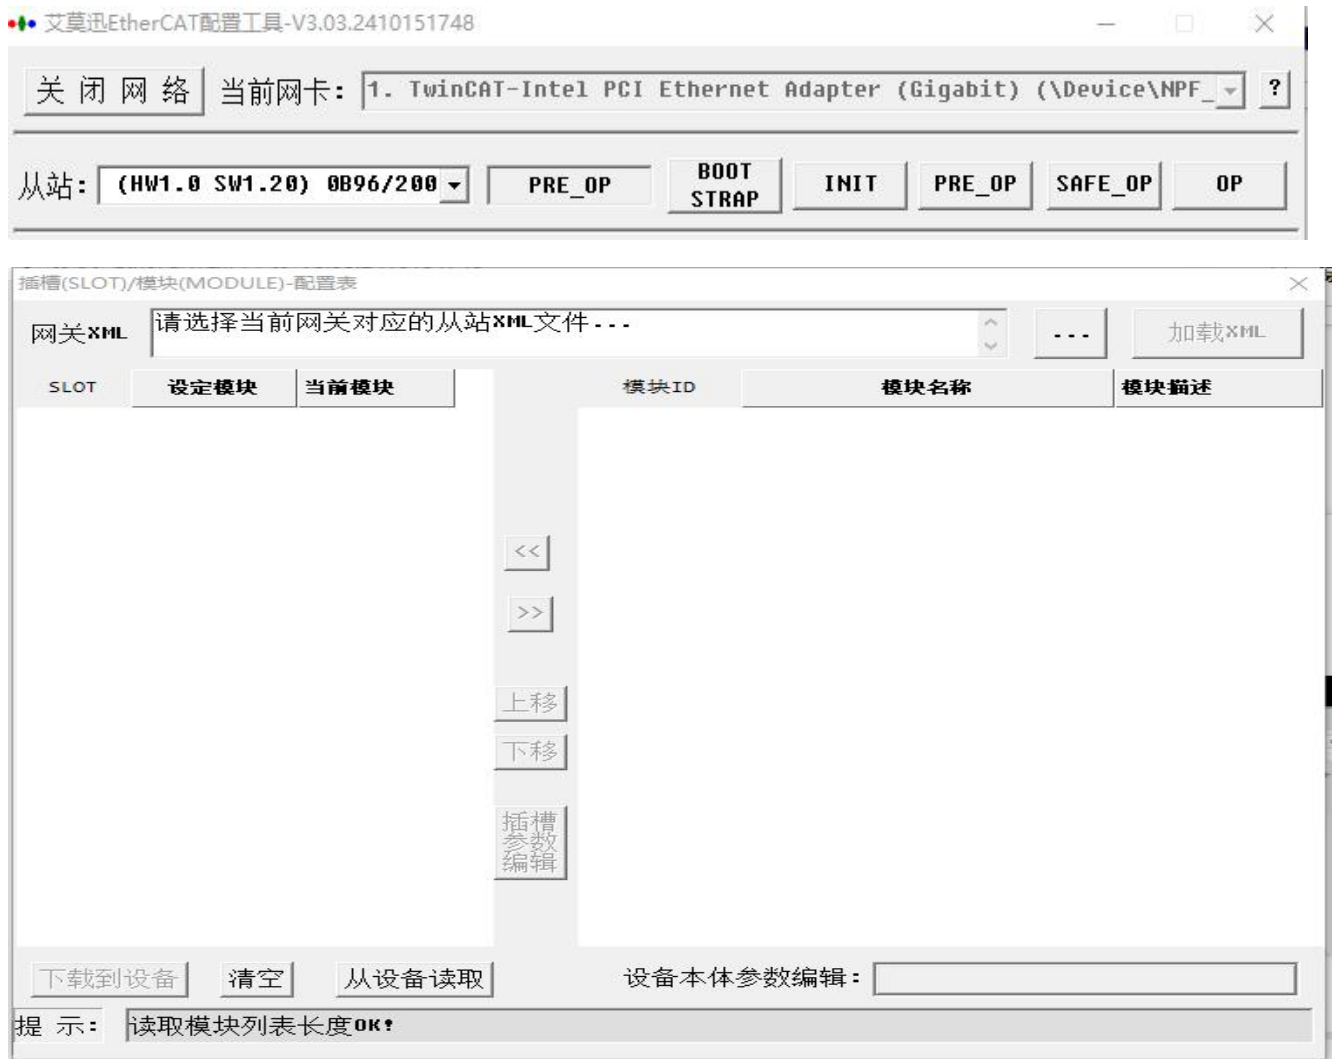 艾莫迅EtherCAT配置工具-V3.03.2410151748
关闭网络 当前网卡: 1. TwinCAT-Intel PCI Ethernet Adapter (Gigabit) (\Device\NPF_ ?
从站: (HW1.0 SW1.20) 0B96/200 PRE_OP BOOT STRAP INIT PRE_OP SAFE_OP OP
插槽(SLOT)/模块(MODULE)-配置表
网关XML 请选择当前网关对应的从站XML文件... ... 加载XML
SLOT 设定模块 当前模块 模块ID 模块名称 模块描述
<<
>>
上移
下移
插槽
参数
编辑
下载到设备 清空 从设备读取 设备本体参数编辑:
提 示: 读取模块列表长度OK!